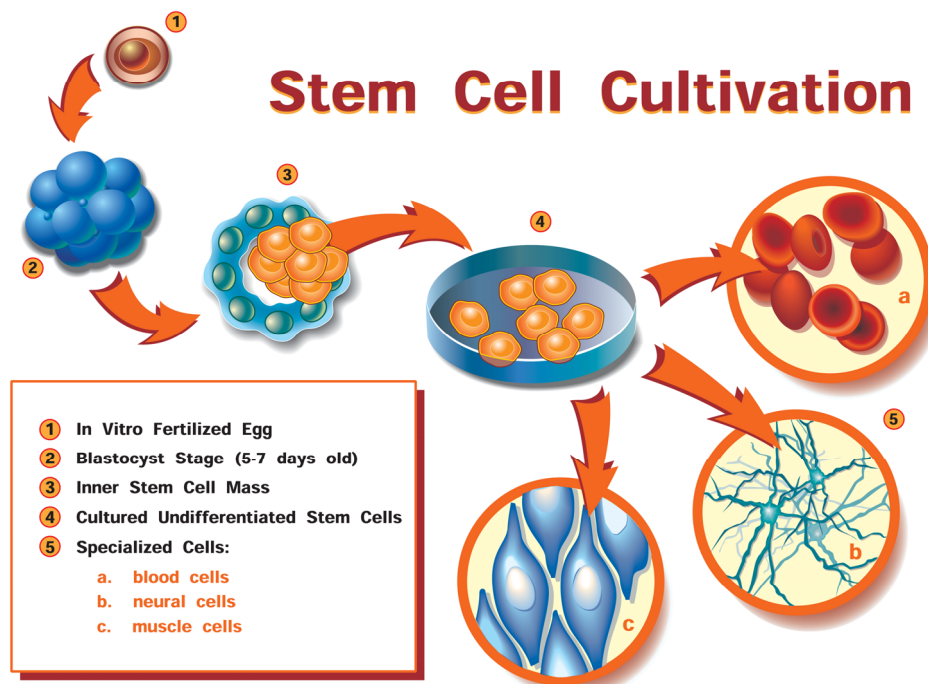 1
Stem Cell Cultivation
2
3
4
a
5
b
c
1 In Vitro Fertilized Egg
2 Blastocyst Stage (5-7 days old)
3 Inner Stem Cell Mass
4 Cultured Undifferentiated Stem Cells
5 Specialized Cells:
a. blood cells
b. neural cells
c. muscle cells